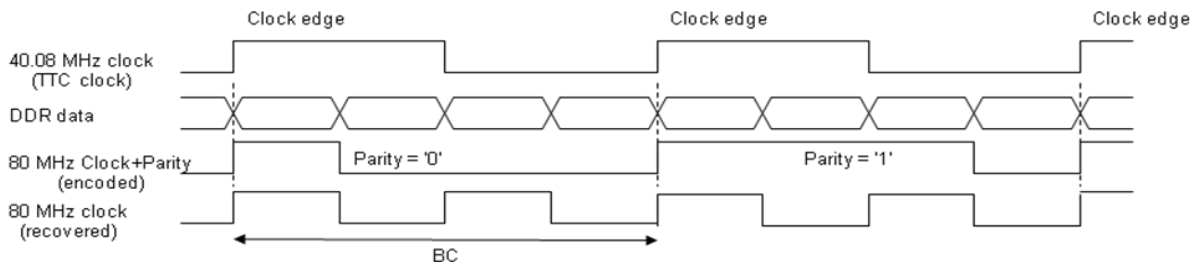 Clock edge
Clock edge
Clock edge
40.08 MHz clock
(TTC clock)
DDR data
80 MHz Clock+Parity
(encoded)
Parity = '0'
Parity = '1'
80 MHz clock
(recovered)
BC